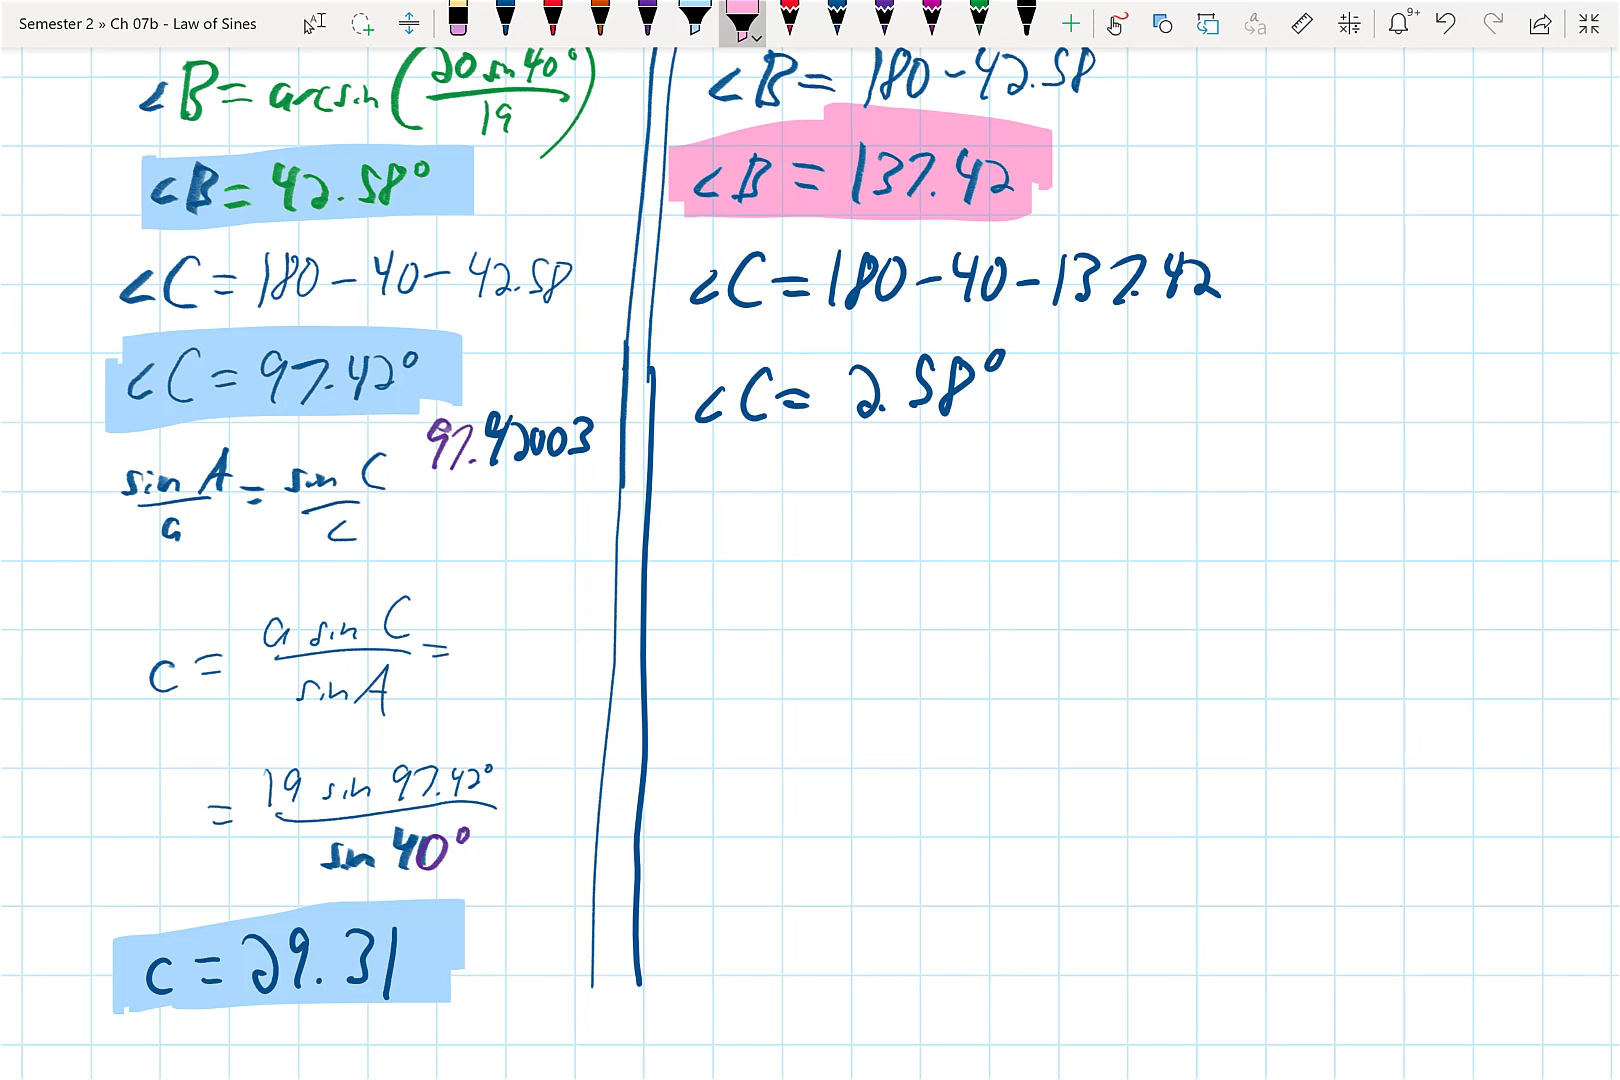 Semester 2 » Ch 07b - Law of Sines
9+
∠B = arcsin(20 sin 40° / 19)
∠B = 42.58°
∠C = 180 - 40 - 42.58
∠C = 97.42°
97.42003
sin A / a = sin C / c
c = a sin C / sin A =
= 19 sin 97.42° / sin 40°
c = 29.31
∠B = 180 - 42.58
∠B = 137.42
∠C = 180 - 40 - 137.42
∠C = 2.58°